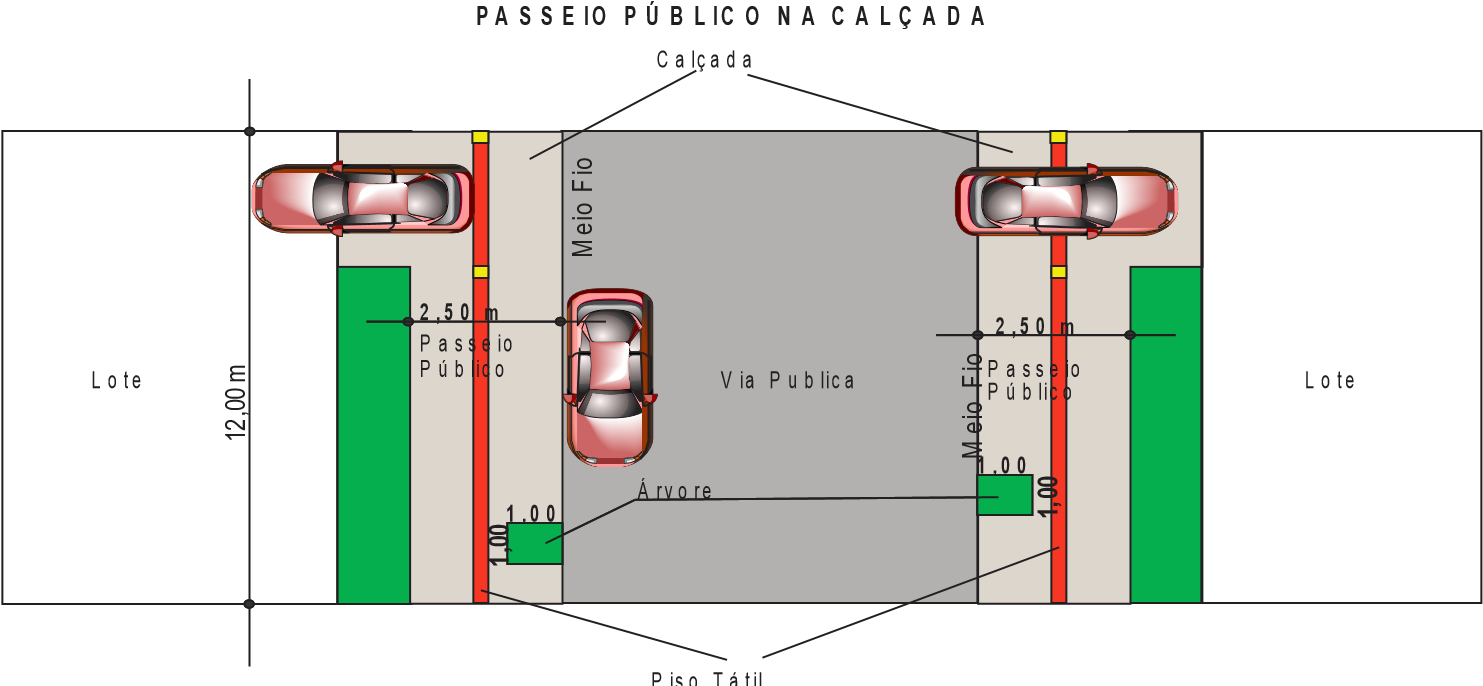 PASSEIO PÚBLICO NA CALÇADA
Calçada
Meio Fio
2,50 m
Passeio
Público
2,50 m
Passeio
Público
Lote
12,00m
Via Publica
Meio Fio
Lote
1,00
1,00
Árvore
1,00
1,00
Piso Tátil